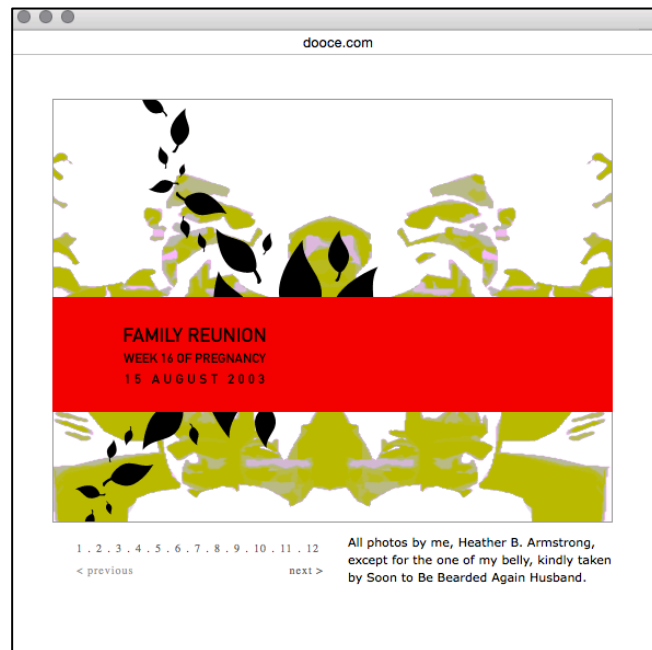 dooce.com
FAMILY REUNION
WEEK 16 OF PREGNANCY
15 AUGUST 2003
1 . 2 . 3 . 4 . 5 . 6 . 7 . 8 . 9 . 10 . 11 . 12
< previous next >
All photos by me, Heather B. Armstrong,
except for the one of my belly, kindly taken
by Soon to Be Bearded Again Husband.